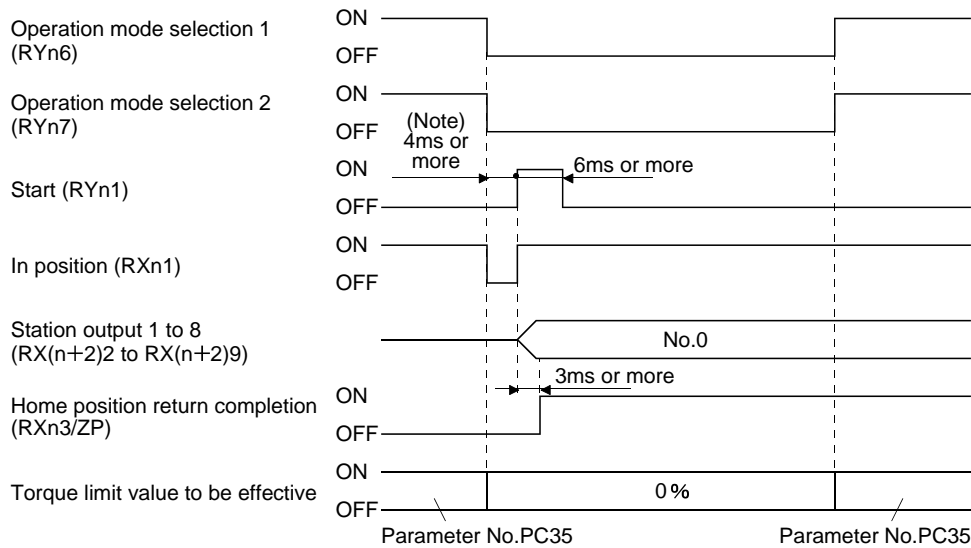 Operation mode selection 1
(RYn6)
ON
OFF
Operation mode selection 2
(RYn7)
ON
OFF
(Note)
4ms or
more
Start (RYn1)
ON
OFF
6ms or more
In position (RXn1)
ON
OFF
Station output 1 to 8
(RX(n+2)2 to RX(n+2)9)
No.0
3ms or more
Home position return completion
(RXn3/ZP)
ON
OFF
Torque limit value to be effective
ON
OFF
0%
Parameter No.PC35
Parameter No.PC35